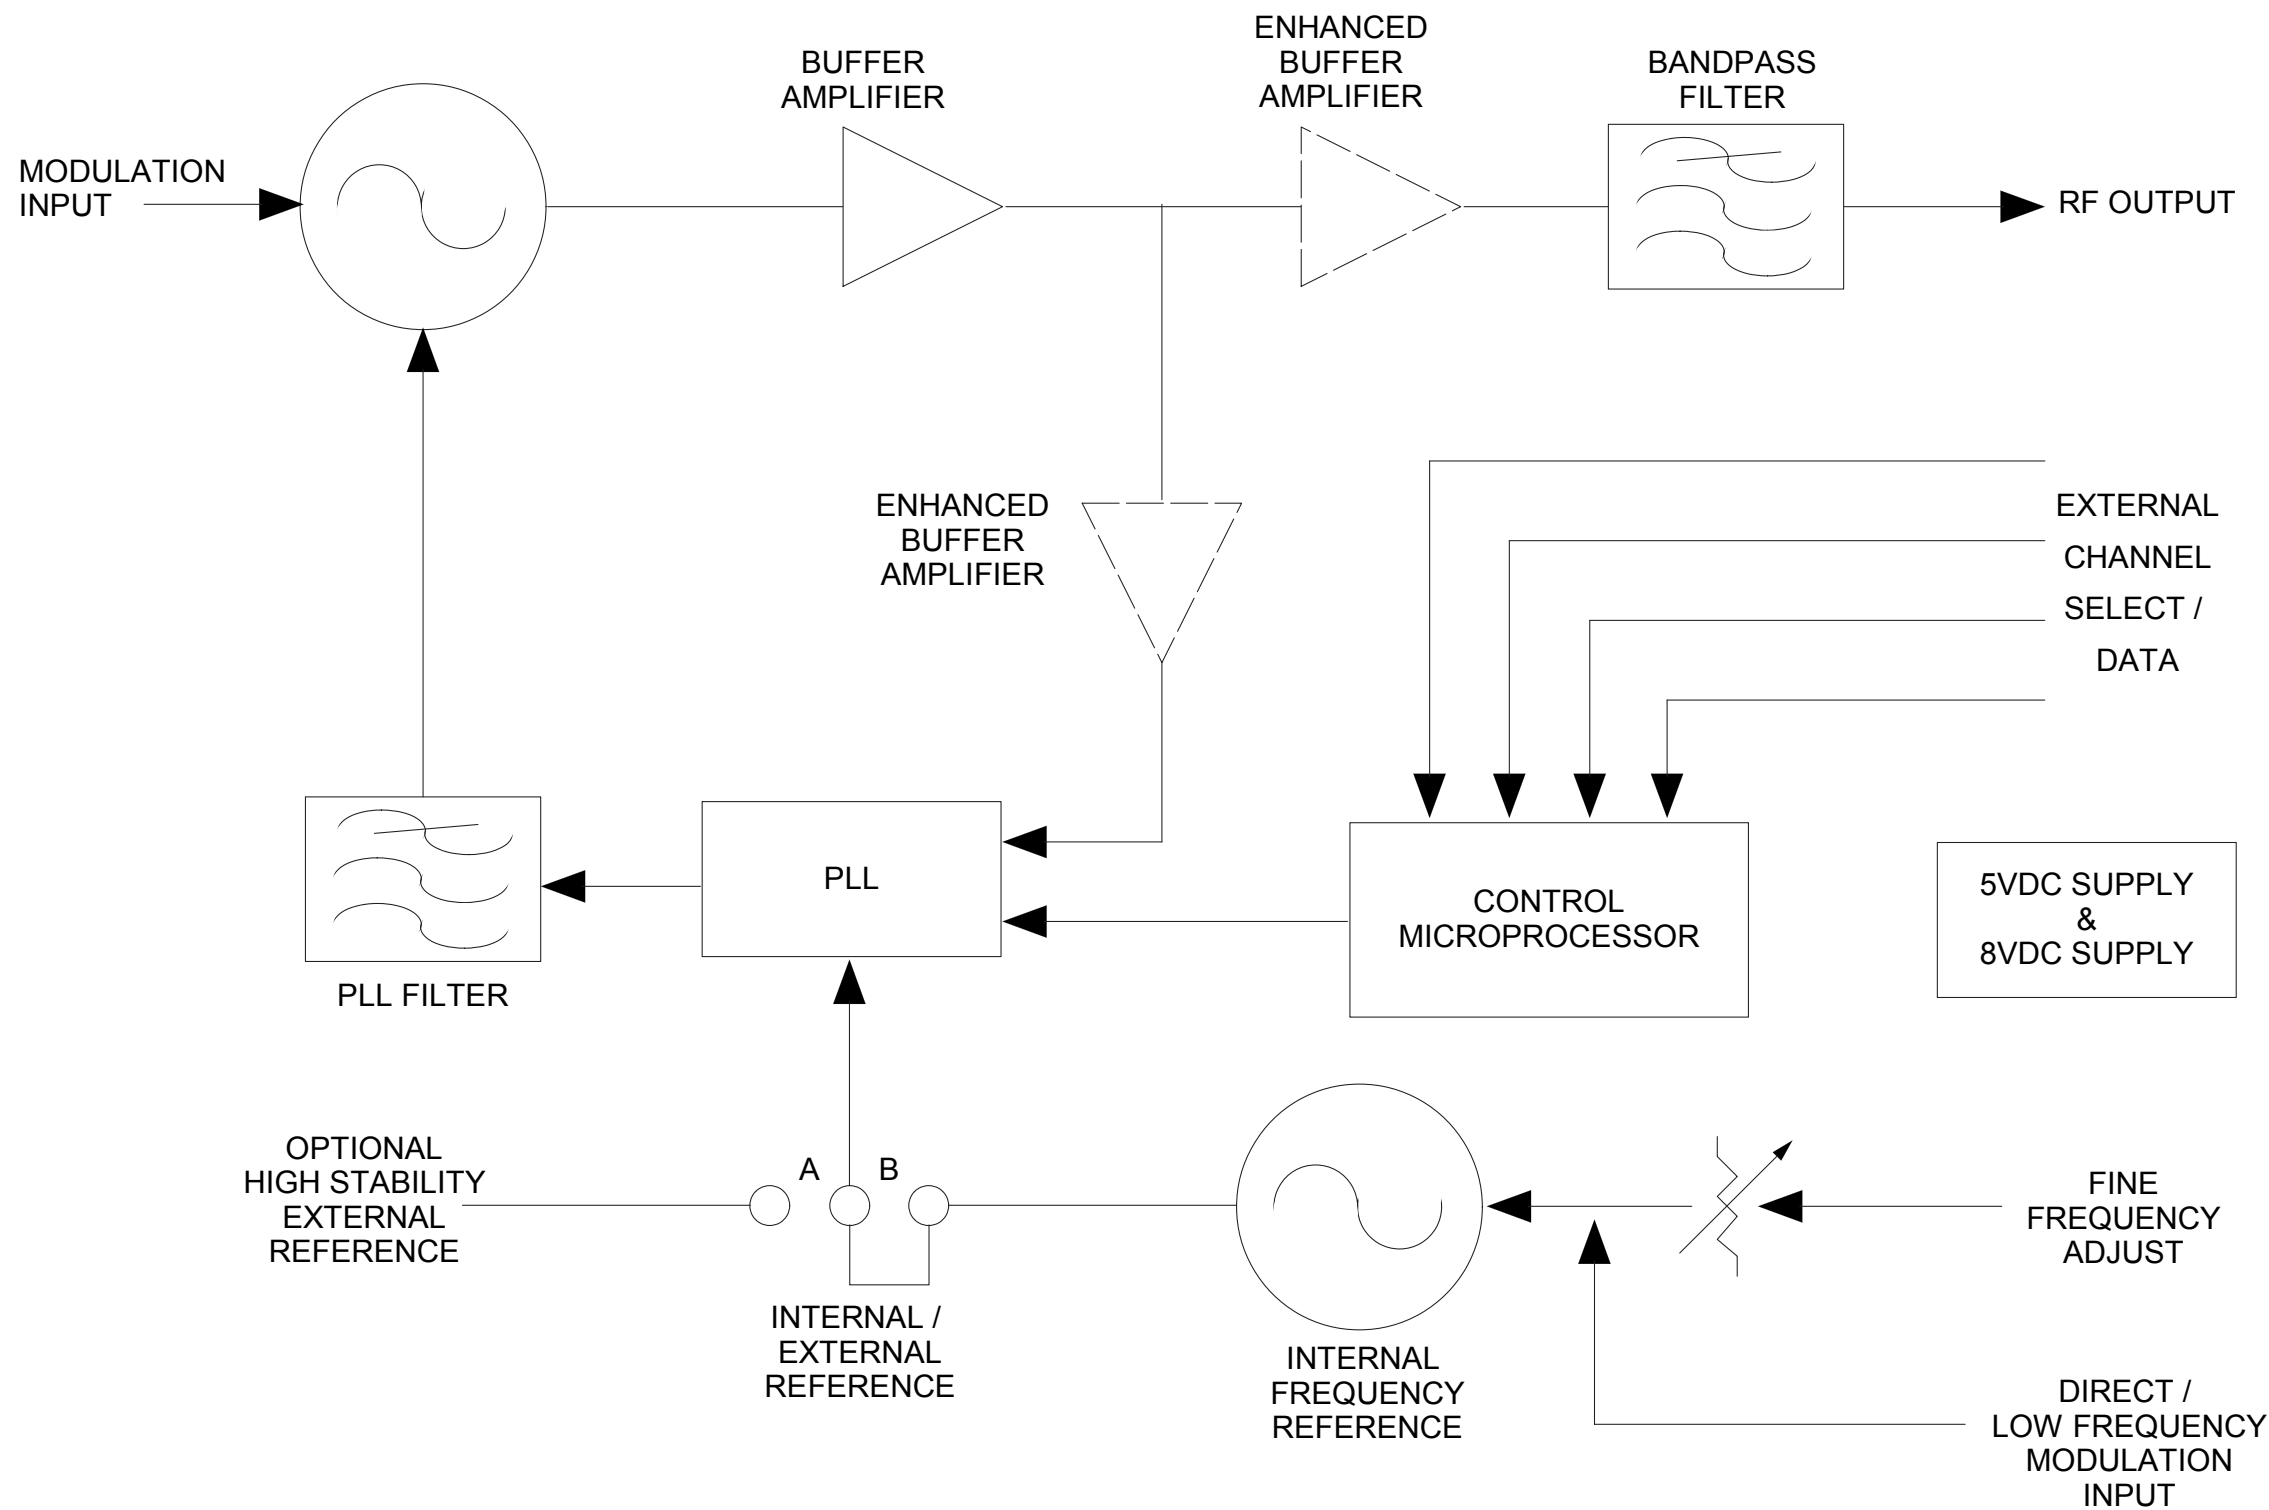 ENHANCED
BUFFER
AMPLIFIER
BUFFER
AMPLIFIER
BANDPASS
FILTER
MODULATION
INPUT
RF OUTPUT
ENHANCED
BUFFER
AMPLIFIER
EXTERNAL
CHANNEL
SELECT /
DATA
PLL
CONTROL
MICROPROCESSOR
5VDC SUPPLY
&
8VDC SUPPLY
PLL FILTER
OPTIONAL
HIGH STABILITY
EXTERNAL
REFERENCE
A
B
INTERNAL /
EXTERNAL
REFERENCE
INTERNAL
FREQUENCY
REFERENCE
FINE
FREQUENCY
ADJUST
DIRECT /
LOW FREQUENCY
MODULATION
INPUT